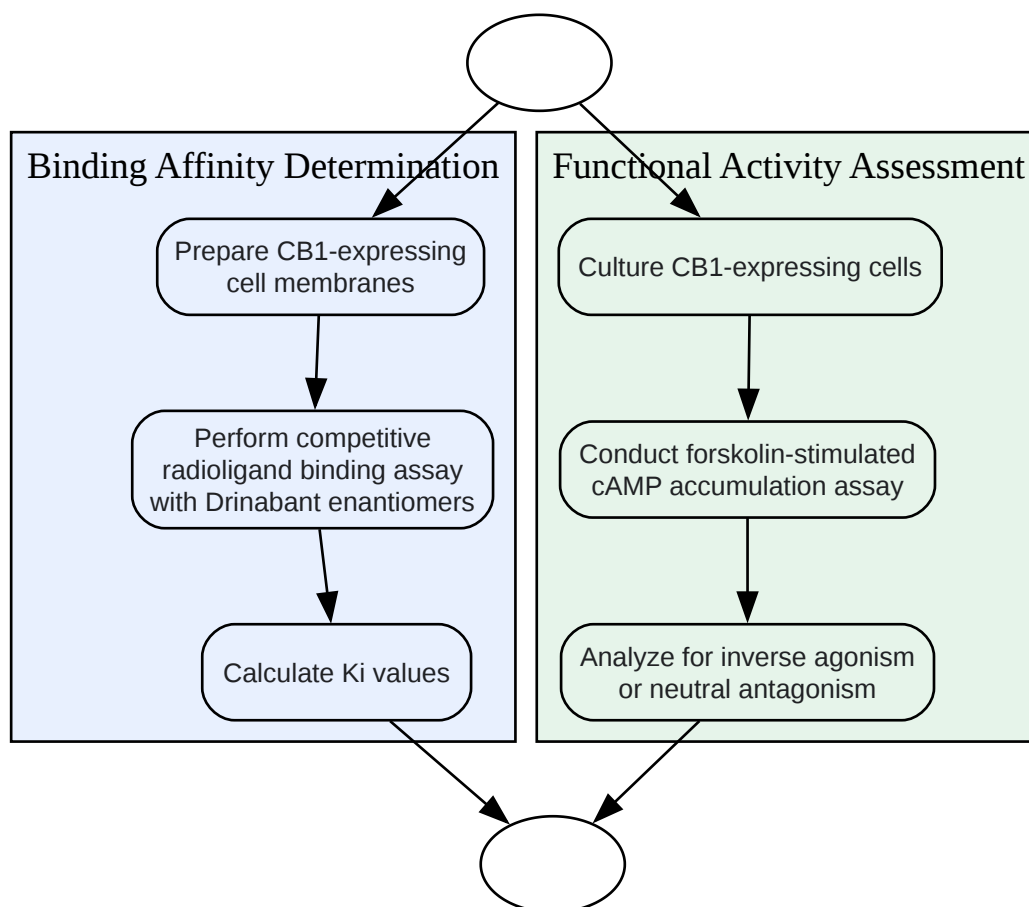 Binding Affinity Determination
Prepare CB1-expressing
cell membranes
Perform competitive
radioligand binding assay
with Drinabant enantiomers
Calculate Ki values
Functional Activity Assessment
Culture CB1-expressing cells
Conduct forskolin-stimulated
cAMP accumulation assay
Analyze for inverse agonism
or neutral antagonism